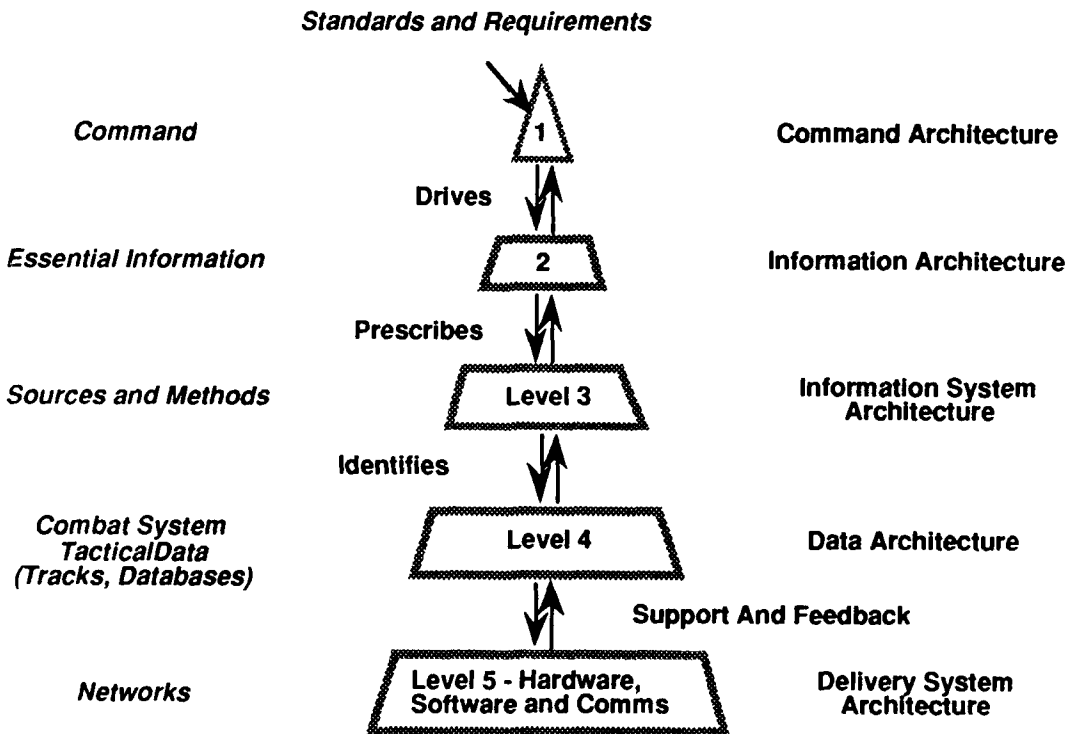 Standards and Requirements
Command
1
Command Architecture
Drives
Essential Information
2
Information Architecture
Prescribes
Sources and Methods
Level 3
Information System
Architecture
Identifies
Combat System
TacticalData
(Tracks, Databases)
Level 4
Data Architecture
Support And Feedback
Networks
Level 5 - Hardware,
Software and Comms
Delivery System
Architecture